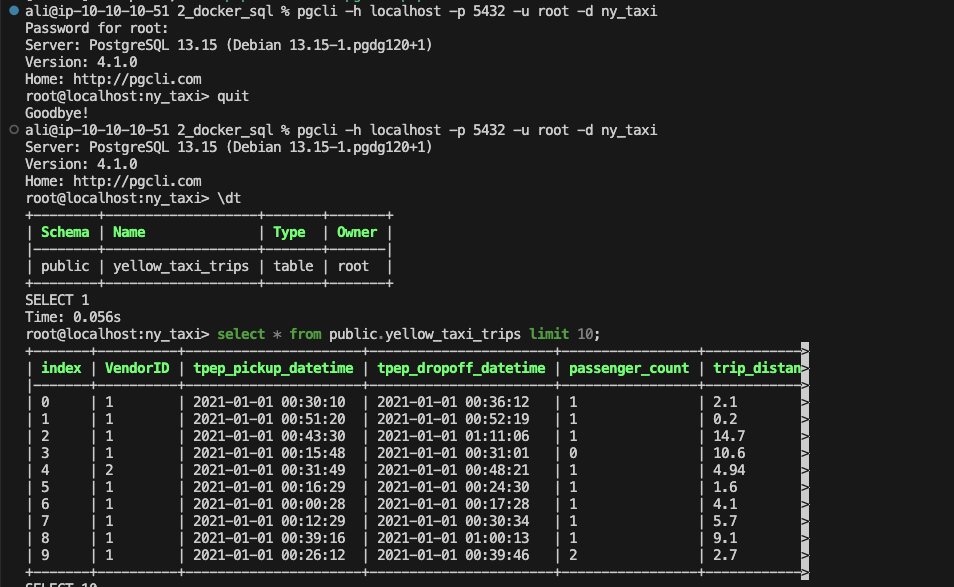 ali@ip-10-10-10-51 2_docker_sql % pgcli -h localhost -p 5432 -u root -d ny_taxi
Password for root:
Server: PostgreSQL 13.15 (Debian 13.15-1.pgdg120+1)
Version: 4.1.0
Home: http://pgcli.com
root@localhost:ny_taxi> quit
Goodbye!
ali@ip-10-10-10-51 2_docker_sql % pgcli -h localhost -p 5432 -u root -d ny_taxi
Server: PostgreSQL 13.15 (Debian 13.15-1.pgdg120+1)
Version: 4.1.0
Home: http://pgcli.com
root@localhost:ny_taxi> \dt
| Schema | Name | Type | Owner |
| public | yellow_taxi_trips | table | root |
SELECT 1
Time: 0.056s
root@localhost:ny_taxi> select * from public.yellow_taxi_trips limit 10;
| index | VendorID | tpep_pickup_datetime | tpep_dropoff_datetime | passenger_count | trip_distan>
| 0 | 1 | 2021-01-01 00:30:10 | 2021-01-01 00:36:12 | 1 | 2.1 >
| 1 | 1 | 2021-01-01 00:51:20 | 2021-01-01 00:52:19 | 1 | 0.2 >
| 2 | 1 | 2021-01-01 00:43:30 | 2021-01-01 01:11:06 | 1 | 14.7 >
| 3 | 1 | 2021-01-01 00:15:48 | 2021-01-01 00:31:01 | 0 | 10.6 >
| 4 | 2 | 2021-01-01 00:31:49 | 2021-01-01 00:48:21 | 1 | 4.94 >
| 5 | 1 | 2021-01-01 00:16:29 | 2021-01-01 00:24:30 | 1 | 1.6 >
| 6 | 1 | 2021-01-01 00:00:28 | 2021-01-01 00:17:28 | 1 | 4.1 >
| 7 | 1 | 2021-01-01 00:12:29 | 2021-01-01 00:30:34 | 1 | 5.7 >
| 8 | 1 | 2021-01-01 00:39:16 | 2021-01-01 01:00:13 | 1 | 9.1 >
| 9 | 1 | 2021-01-01 00:26:12 | 2021-01-01 00:39:46 | 2 | 2.7 >
SELECT 10